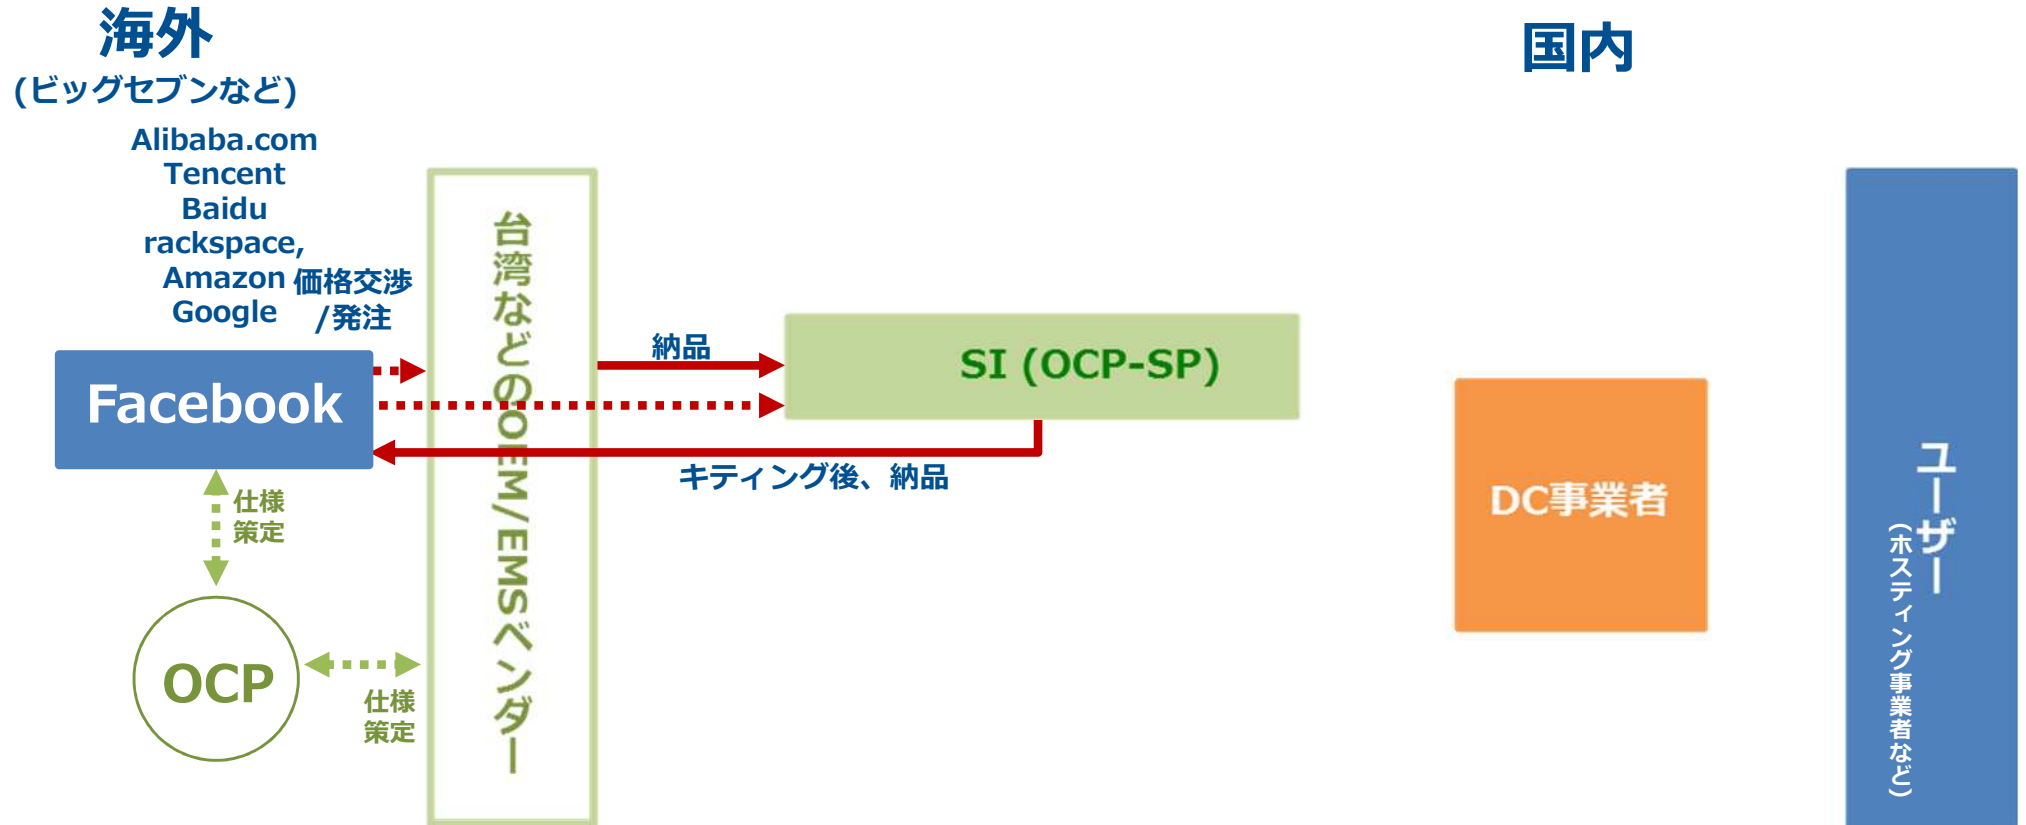 海外
(ビッグセブンなど)
Alibaba.com
Tencent
Baidu
rackspace,
Amazon
Google
価格交渉
/発注
Facebook
仕様
策定
OCP
仕様
策定
台湾などのOEM/EMSベンダー
納品
SI (OCP-SP)
キティング後、納品
国内
DC事業者
ユーザー
(ホスティング事業者など)